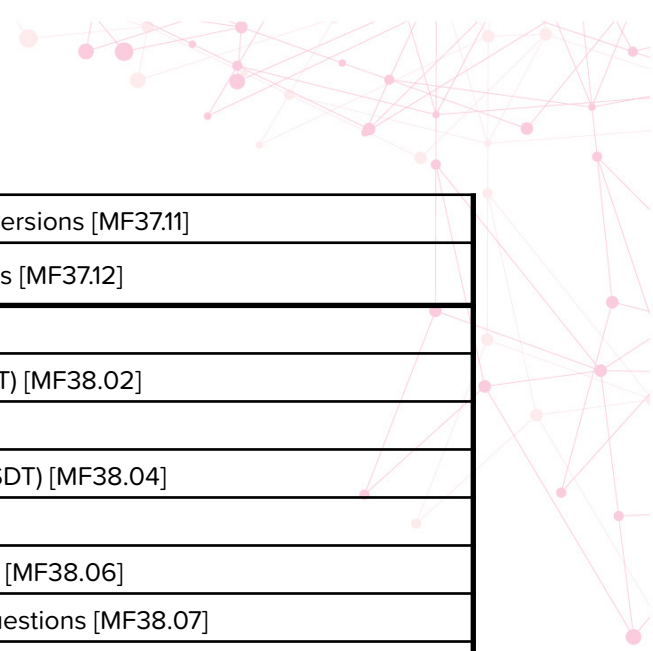 ersions [MF37.11]
s [MF37.12]
T) [MF38.02]
SDT) [MF38.04]
[MF38.06]
uestions [MF38.07]